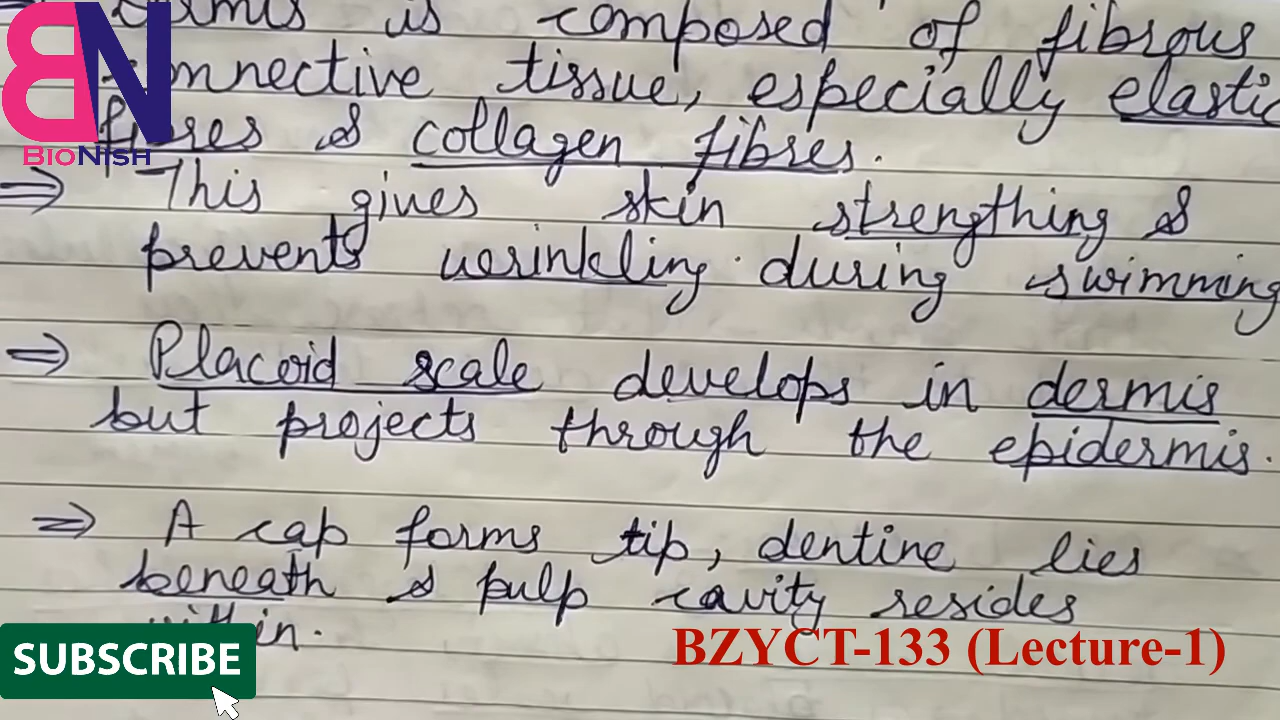 ⇒ Dermis is composed of fibrous
connective tissue, especially elastic
fibres & collagen fibres.
⇒ This gives skin strengthing &
prevents wrinkling during swimming
⇒ Placoid scale develops in dermis
but projects through the epidermis.
⇒ A cap forms tip, dentine lies
beneath & pulp cavity resides
within.
BN
BIONISH
SUBSCRIBE
BZYCT-133 (Lecture-1)